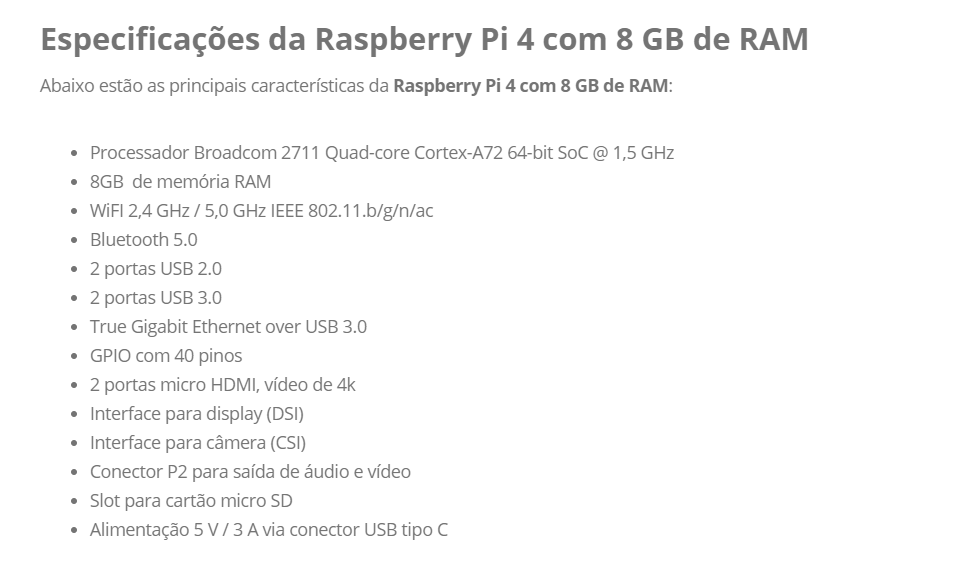 Especificações da Raspberry Pi 4 com 8 GB de RAM
Abaixo estão as principais características da Raspberry Pi 4 com 8 GB de RAM:
• Processador Broadcom 2711 Quad-core Cortex-A72 64-bit SoC @ 1,5 GHz
• 8GB  de memória RAM
• WiFI 2,4 GHz / 5,0 GHz IEEE 802.11.b/g/n/ac
• Bluetooth 5.0
• 2 portas USB 2.0
• 2 portas USB 3.0
• True Gigabit Ethernet over USB 3.0
• GPIO com 40 pinos
• 2 portas micro HDMI, vídeo de 4k
• Interface para display (DSI)
• Interface para câmera (CSI)
• Conector P2 para saída de áudio e vídeo
• Slot para cartão micro SD
• Alimentação 5 V / 3 A via conector USB tipo C